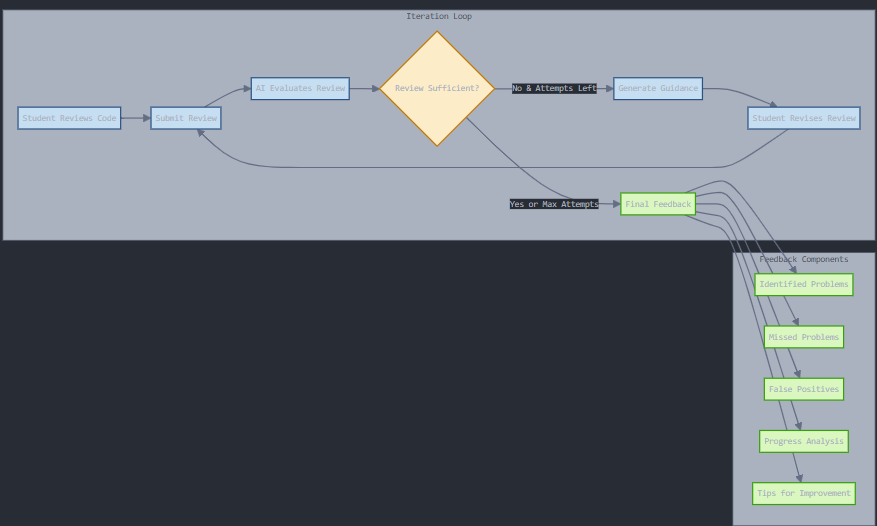 Iteration Loop
Student Reviews Code
Submit Review
AI Evaluates Review
Review Sufficient?
No & Attempts Left
Generate Guidance
Student Revises Review
Yes or Max Attempts
Final Feedback
Feedback Components
Identified Problems
Missed Problems
False Positives
Progress Analysis
Tips for Improvement